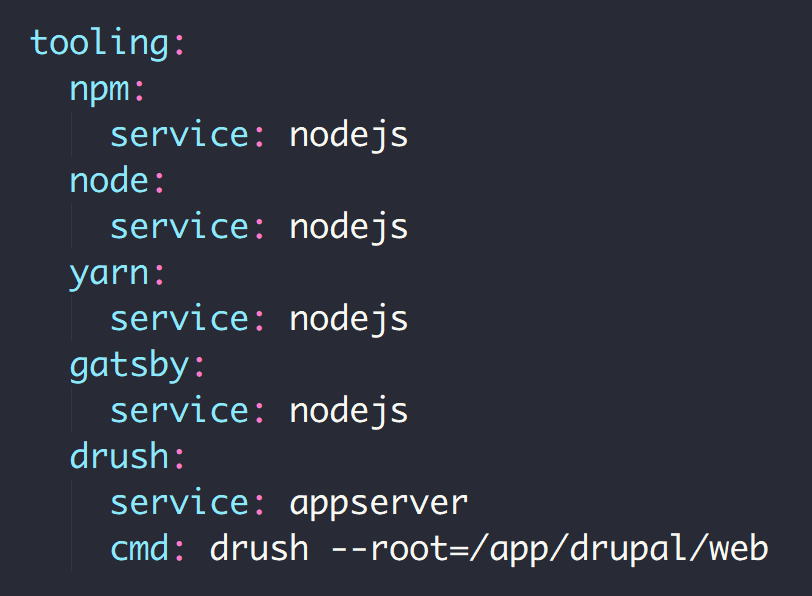 tooling:
  npm:
    service: nodejs
  node:
    service: nodejs
  yarn:
    service: nodejs
  gatsby:
    service: nodejs
  drush:
    service: appserver
    cmd: drush --root=/app/drupal/web